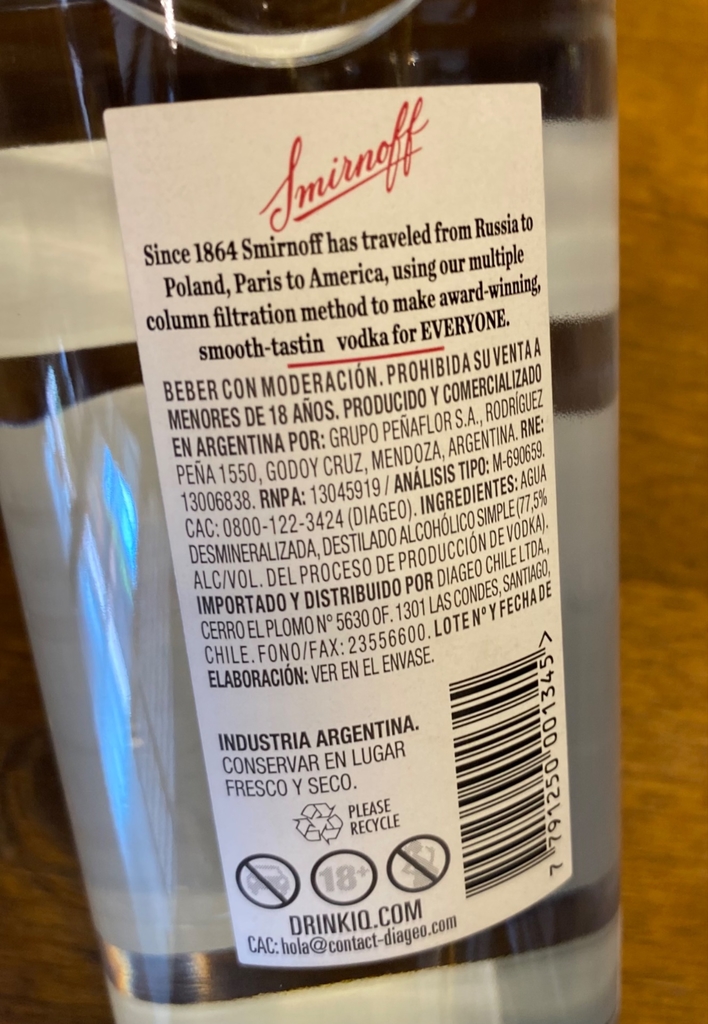 Smirnoff
Since 1864 Smirnoff has traveled from Russia to
Poland, Paris to America, using our multiple
column filtration method to make award-winning,
smooth-tastin vodka for EVERYONE.
BEBER CON MODERACIÓN. PROHIBIDA SU VENTA A
MENORES DE 18 AÑOS. PRODUCIDO Y COMERCIALIZADO
EN ARGENTINA POR: GRUPO PEÑAFLOR S.A., RODRÍGUEZ
PEÑA 1550, GODOY CRUZ, MENDOZA, ARGENTINA. RNE:
13006838. RNPA: 13045919 / ANÁLISIS TIPO: M-690659.
CAC: 0800-122-3424 (DIAGEO). INGREDIENTES: AGUA
DESMINERALIZADA, DESTILADO ALCOHÓLICO SIMPLE (77,5%
ALC/VOL. DEL PROCESO DE PRODUCCIÓN DE VODKA).
IMPORTADO Y DISTRIBUIDO POR DIAGEO CHILE LTDA.,
CERRO EL PLOMO Nº 5630 OF. 1301 LAS CONDES, SANTIAGO,
CHILE. FONO/FAX: 23556600. LOTE Nº Y FECHA DE
ELABORACIÓN: VER EN EL ENVASE.
INDUSTRIA ARGENTINA.
CONSERVAR EN LUGAR
FRESCO Y SECO.
PLEASE
RECYCLE
18+
DRINKIQ.COM
CAC: hola@contact-diageo.com
7 791250 001345 >